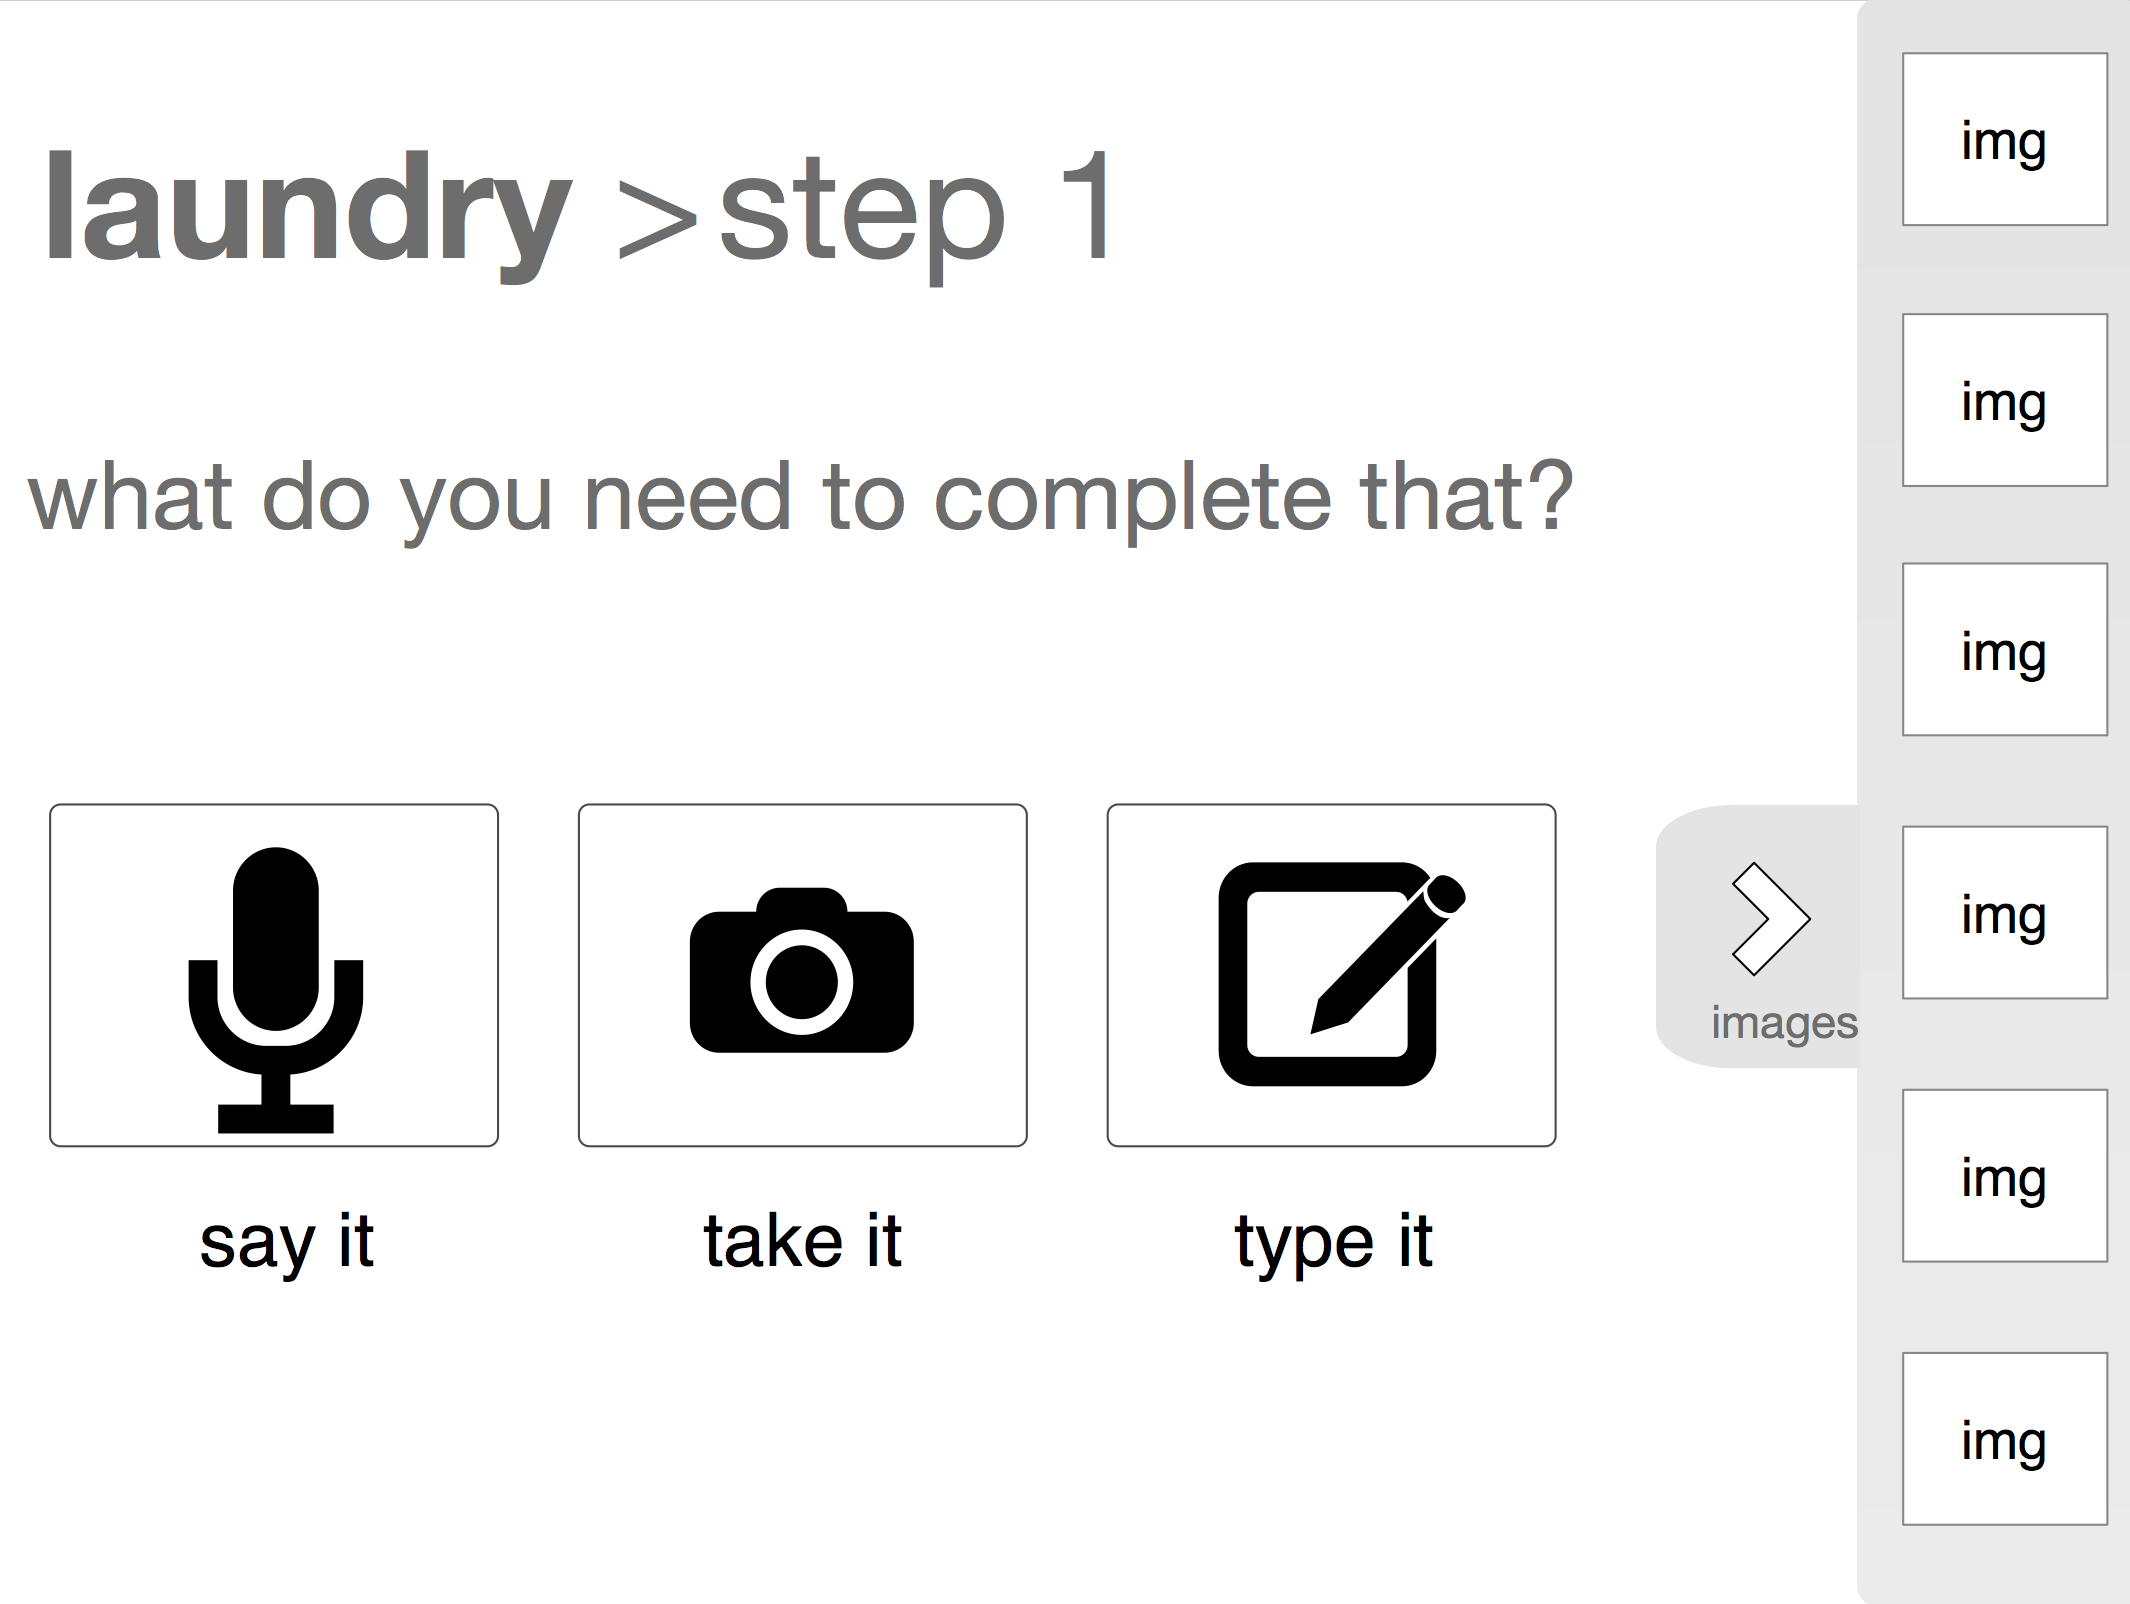 laundry >step 1
what do you need to complete that?
say it
take it
type it
images
img
img
img
img
img
img